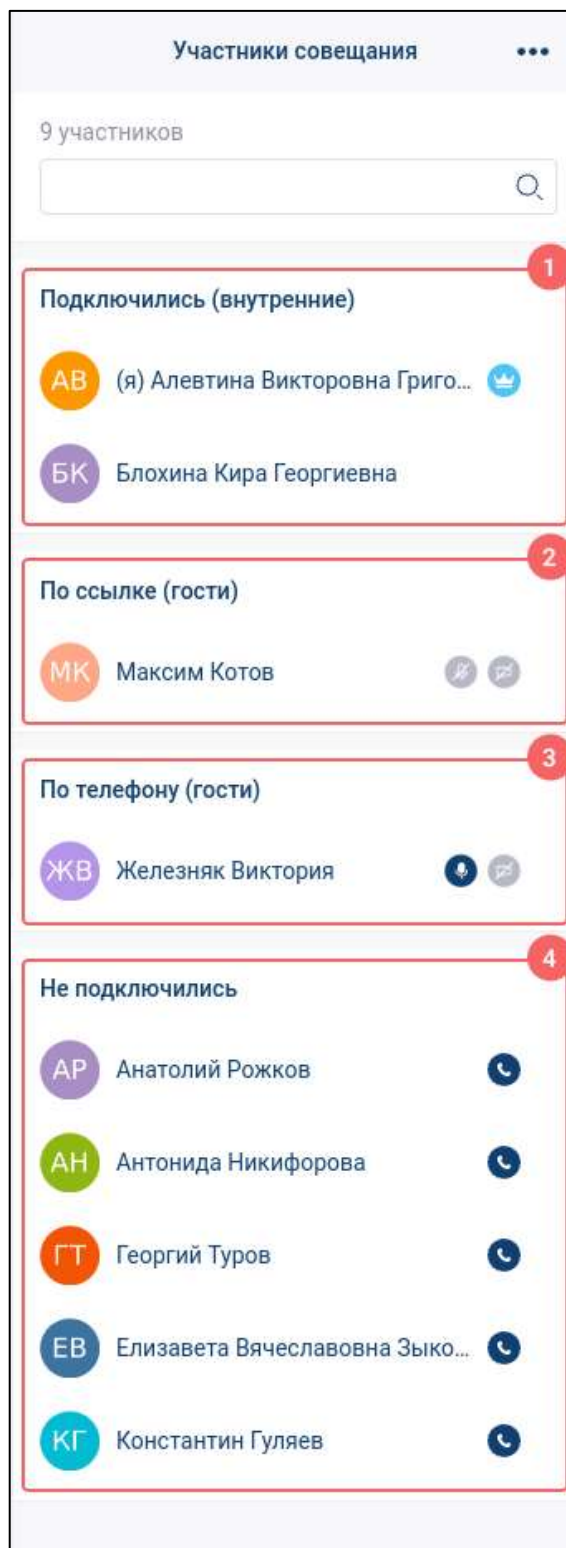 Участники совещания
9 участников
1
Подключились (внутренние)
АВ (я) Алевтина Викторовна Григо...
БК Блохина Кира Георгиевна
2
По ссылке (гости)
МК Максим Котов
3
По телефону (гости)
ЖВ Железняк Виктория
4
Не подключились
АР Анатолий Рожков
АН Антонида Никифорова
ГТ Георгий Туров
ЕВ Елизавета Вячеславовна Зыко...
КГ Константин Гуляев